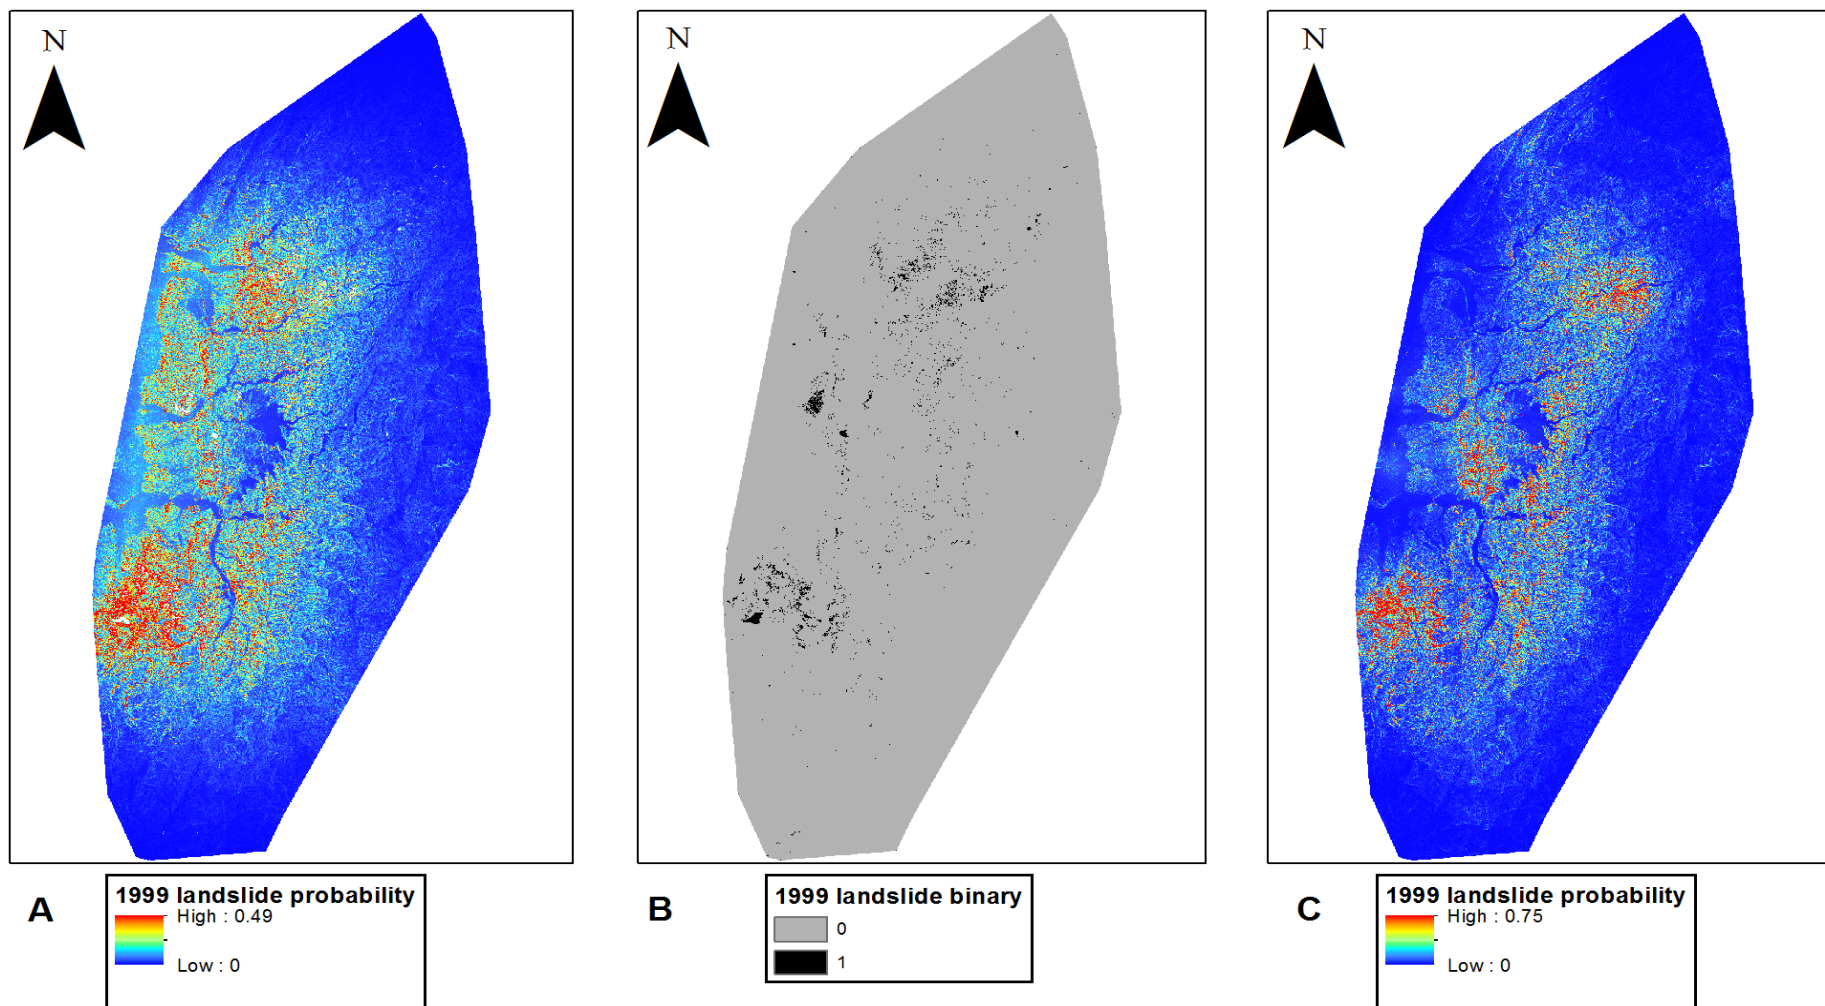 N
N
N
A
1999 landslide probability
High : 0.49
Low : 0
B
1999 landslide binary
0
1
C
1999 landslide probability
High : 0.75
Low : 0